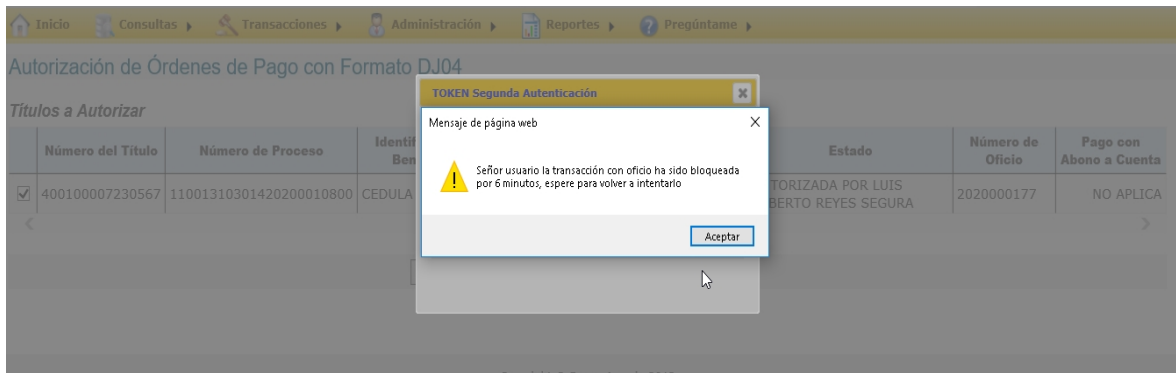 Inicio Consultas Transacciones Administración Reportes Pregúntame
Autorización de Órdenes de Pago con Formato DJ04
TOKEN Segunda Autenticación
Títulos a Autorizar
Mensaje de página web
Número del Título Número de Proceso Estado Número de Oficio Pago con Abono a Cuenta
Señor usuario la transacción con oficio ha sido bloqueada
por 6 minutos, espere para volver a intentarlo
400100007230567 11001310301420200010800 CEDULA 2020000177 NO APLICA
POR LUIS
REYES SEGURA
Aceptar